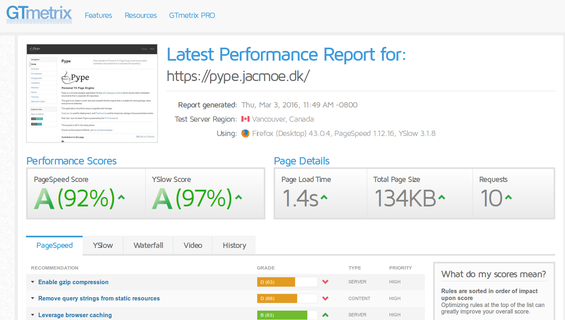 GTmetrix
Features Resources GTmetrix PRO
Latest Performance Report for:
https://pype.jacmoe.dk/
Report generated: Thu, Mar 3, 2016, 11:49 AM -0800
Test Server Region: Vancouver, Canada
Using: Firefox (Desktop) 43.0.4, PageSpeed 1.12.16, YSlow 3.1.8
Pype
Pype
Performance Scores
PageSpeed Score
A (92%)
YSlow Score
A (97%)
Page Details
Page Load Time
1.4s
Total Page Size
134KB
Requests
10
PageSpeed YSlow Waterfall Video History
RECOMMENDATION GRADE TYPE PRIORITY
Enable gzip compression D (63) SERVER HIGH
Remove query strings from static resources CONTENT HIGH
Leverage browser caching SERVER HIGH
What do my scores mean?
Rules are sorted in order of impact
upon score
Optimizing rules at the top of the list can
greatly improve your overall score.